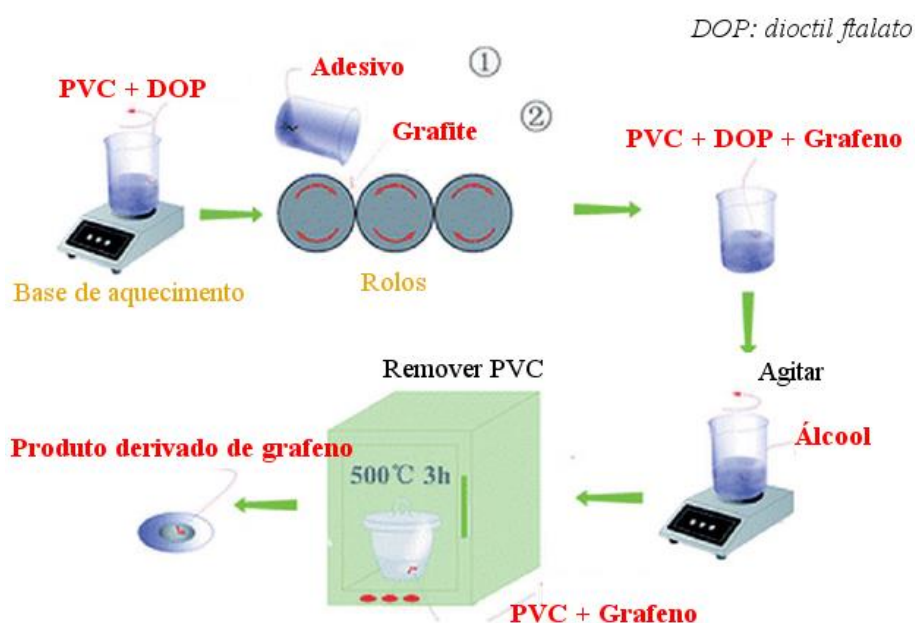 DOP: dioctil ftalato
PVC + DOP
Adesivo
①
②
Grafite
PVC + DOP + Grafeno
Base de aquecimento
Rolos
Remover PVC
Agitar
Álcool
Produto derivado de grafeno
500℃ 3h
PVC + Grafeno